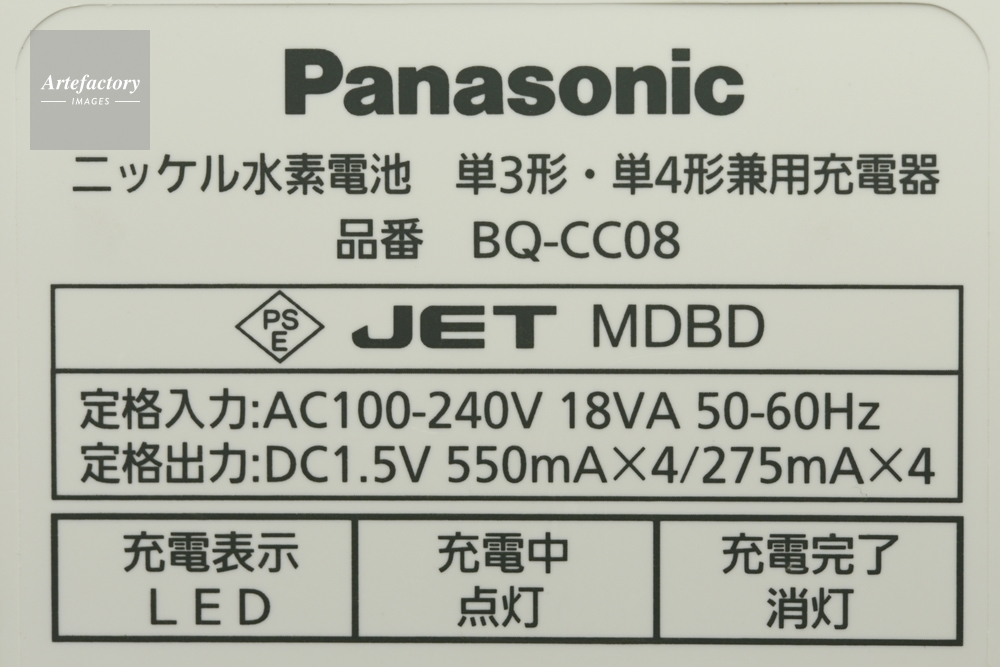 Artefactory
IMAGES
Panasonic
ニッケル水素電池　単3形・単4形兼用充電器
品番　BQ-CC08
PSE JET MDBD
定格入力:AC100-240V 18VA 50-60Hz
定格出力:DC1.5V 550mA×4/275mA×4
充電表示 LED
充電中 点灯
充電完了 消灯